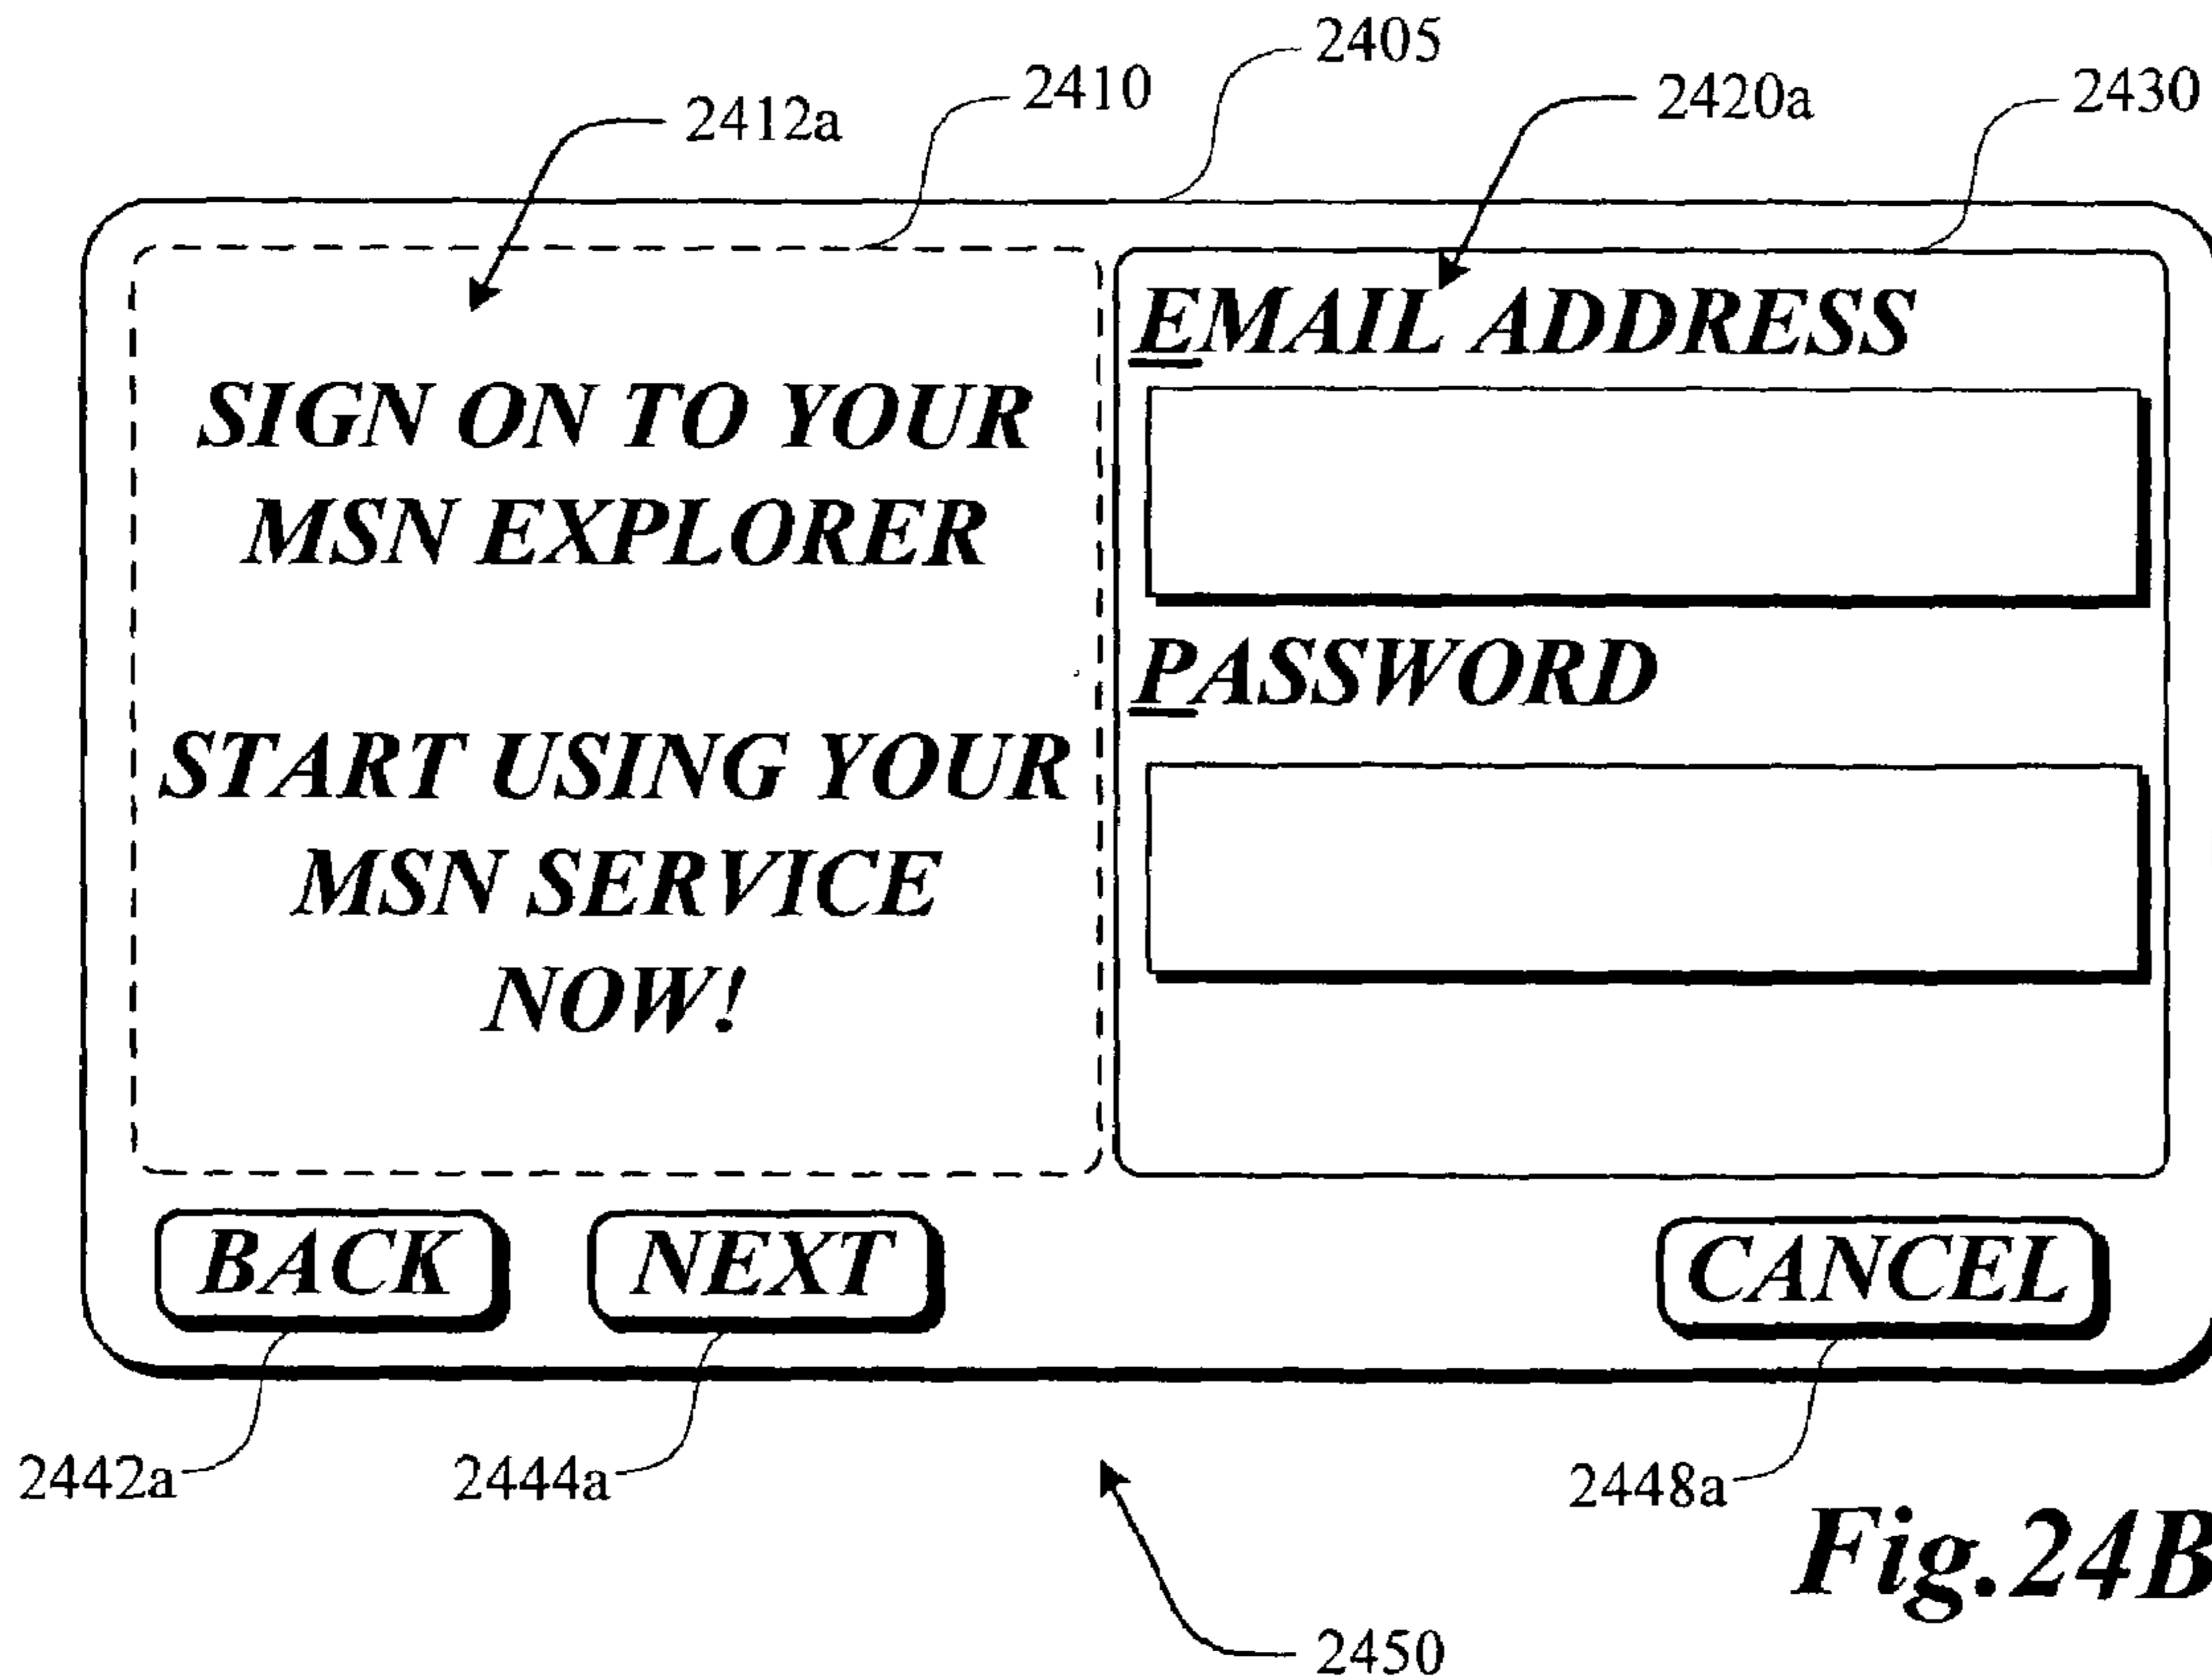 2405
2410
2412a
2420a
2430
SIGN ON TO YOUR
MSN EXPLORER
START USING YOUR
MSN SERVICE
NOW!
EMAIL ADDRESS
PASSWORD
BACK
NEXT
CANCEL
2442a
2444a
2448a
2450
Fig.24B